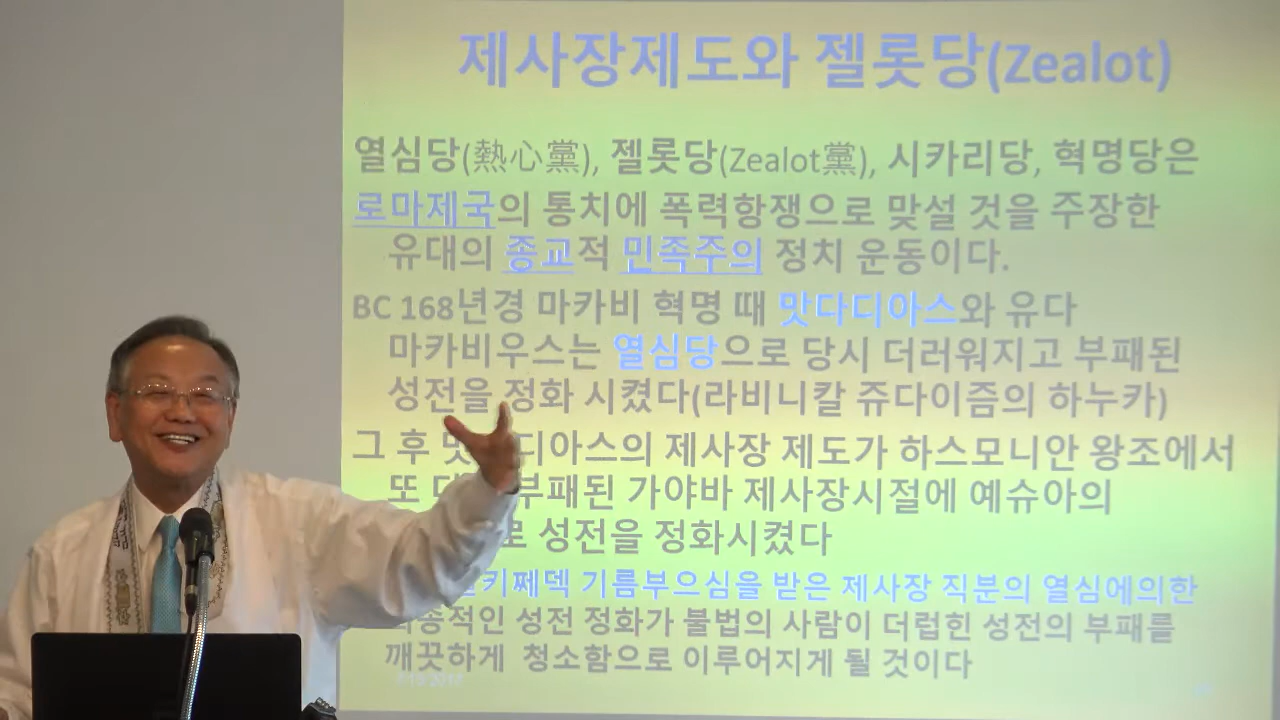 제사장제도와 젤롯당(Zealot)
열심당(熱心黨), 젤롯당(Zealot黨), 시카리당, 혁명당은
로마제국의 통치에 폭력항쟁으로 맞설 것을 주장한
유대의 종교적 민족주의 정치 운동이다.
BC 168년경 마카비 혁명 때 맛다디아스와 유다
마카비우스는 열심당으로 당시 더러워지고 부패된
성전을 정화 시켰다(라비니칼 쥬다이즘의 하누카)
그 후 디아스의 제사장 제도가 하스모니안 왕조에서
또 부패된 가야바 제사장시절에 예슈아의
로 성전을 정화시켰다
키쩨덱 기름부으심을 받은 제사장 직분의 열심에의한
성전 정화가 불법의 사람이 더럽힌 성전의 부패를
깨끗하게 청소함으로 이루어지게 될 것이다